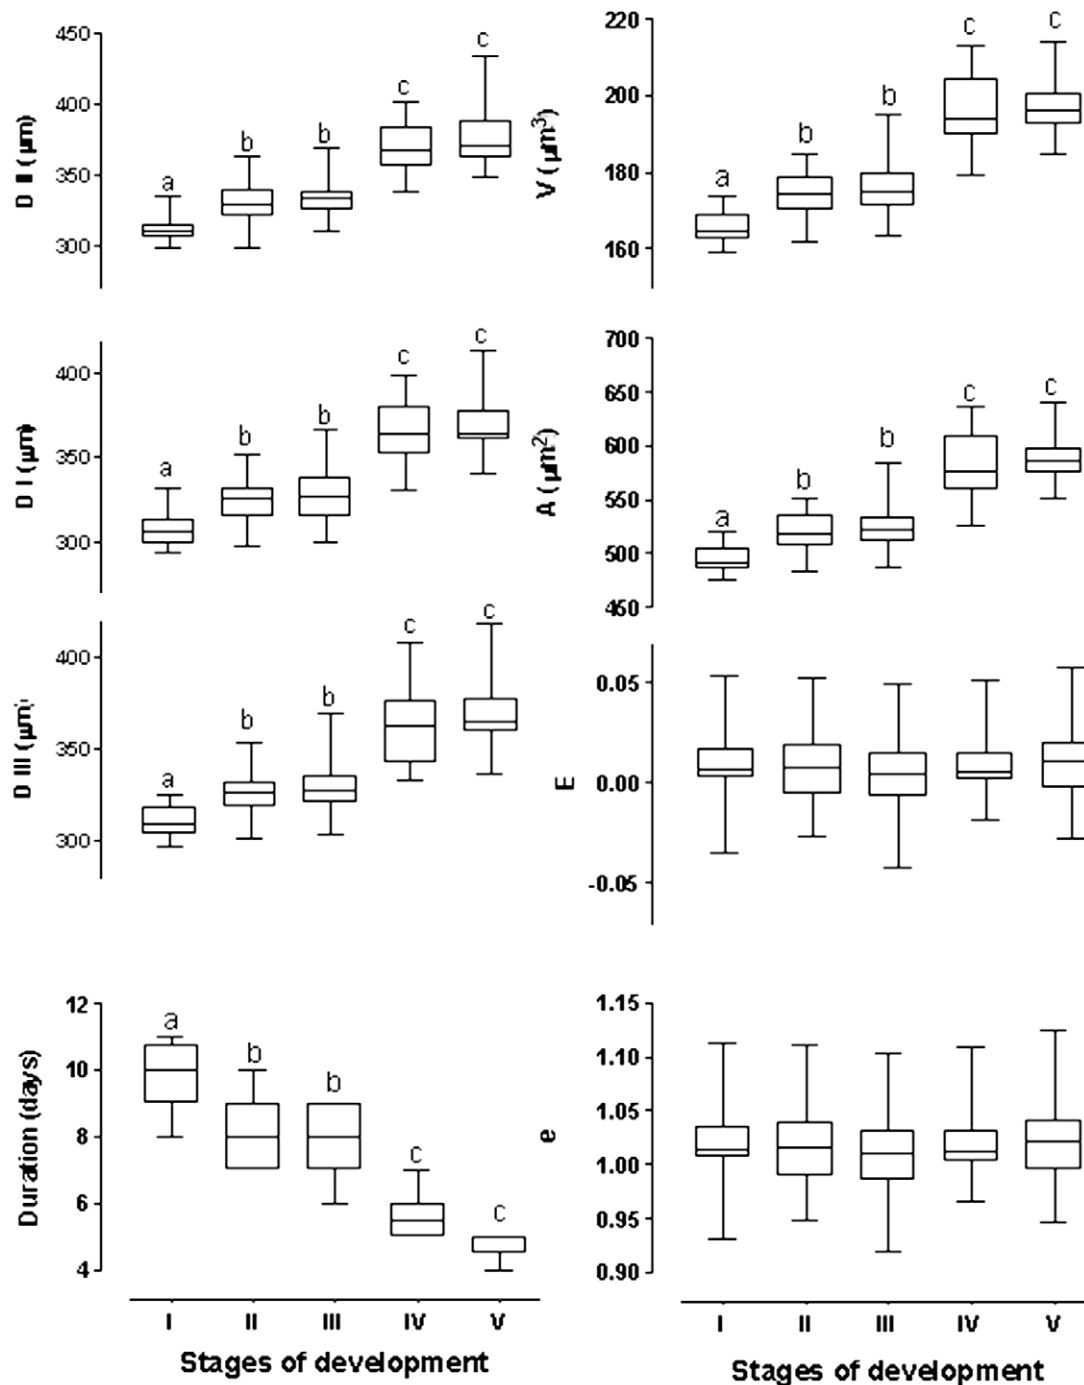 D II (μm)
450
400
350
300
a
b
b
c
c
V (μm³)
220
200
180
160
a
b
b
c
c
D I (μm)
400
350
300
a
b
b
c
c
A (μm²)
700
650
600
550
500
450
a
b
b
c
c
D III (μm)
400
350
300
a
b
b
c
c
E
0.05
0.00
-0.05
Duration (days)
12
10
8
6
4
a
b
b
c
c
I II III IV V
Stages of development
e
1.15
1.10
1.05
1.00
0.95
0.90
I II III IV V
Stages of development